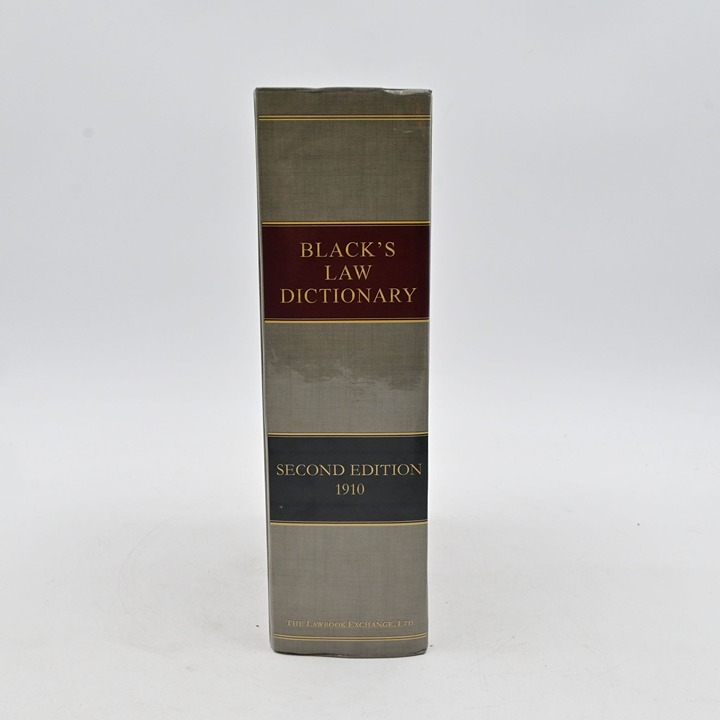 BLACK'S
LAW
DICTIONARY
SECOND EDITION
1910
THE LAWBOOK EXCHANGE, LTD.